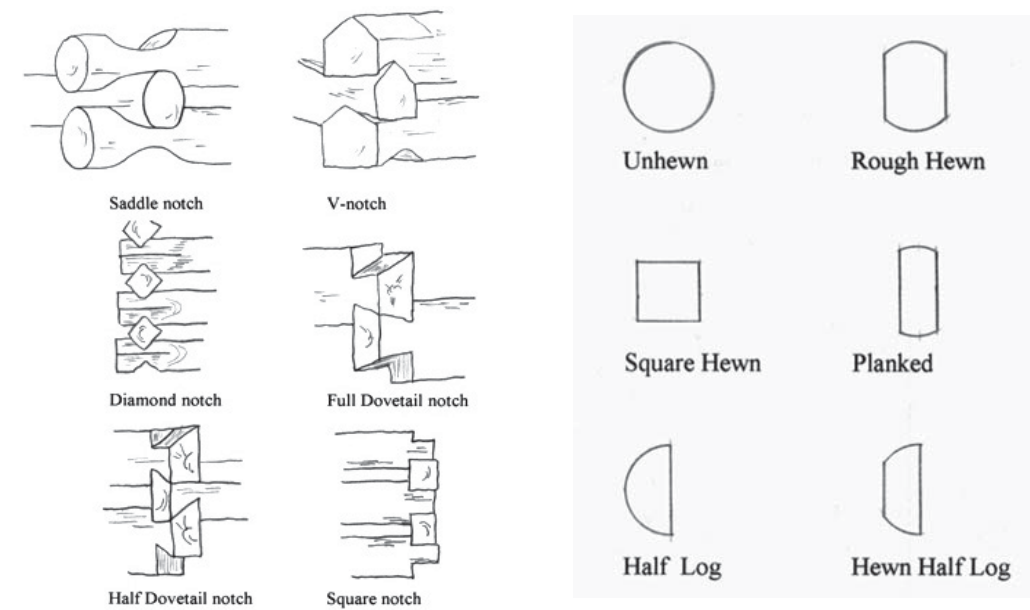 Saddle notch
V-notch
Diamond notch
Full Dovetail notch
Half Dovetail notch
Square notch
Unhewn
Rough Hewn
Square Hewn
Planked
Half Log
Hewn Half Log